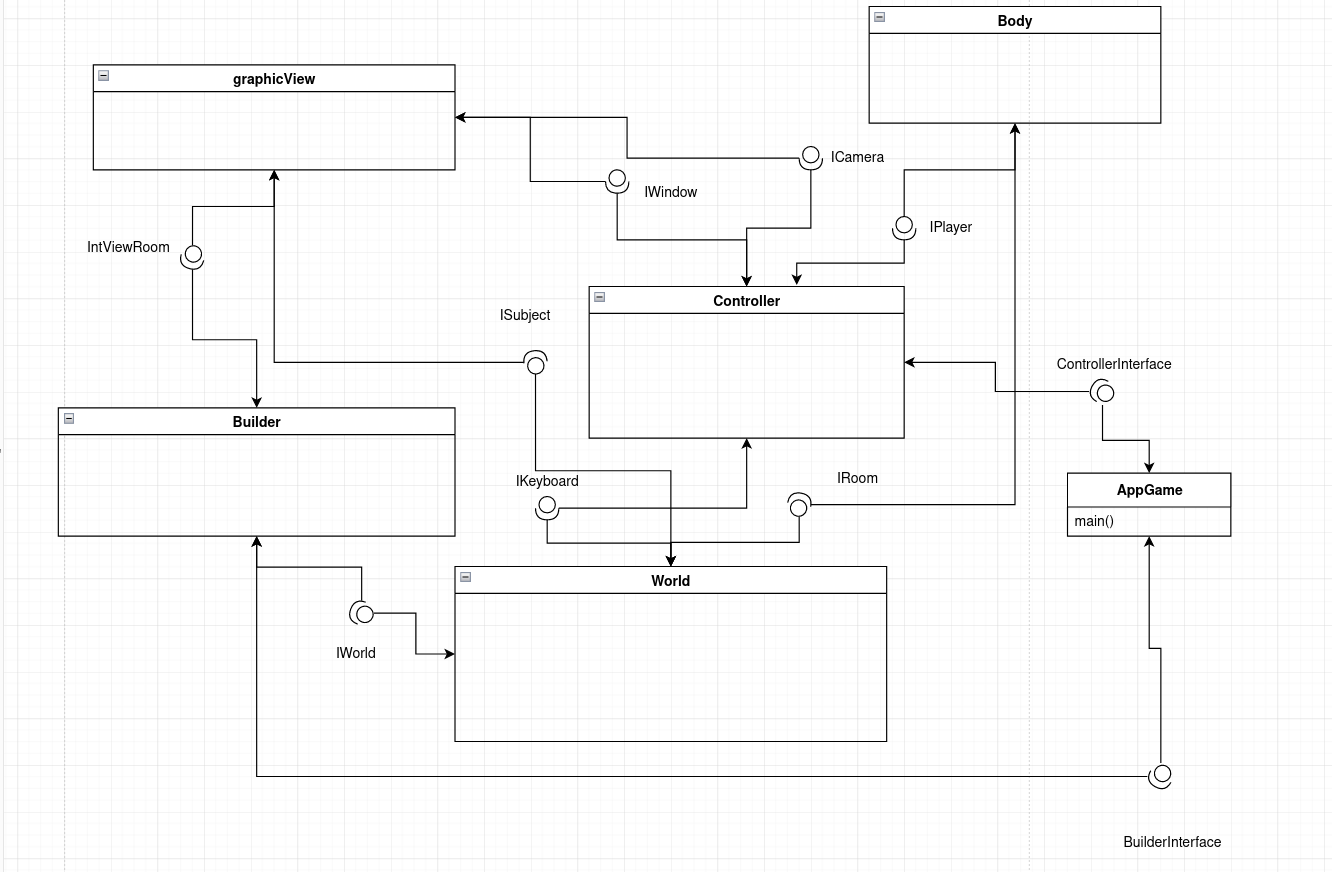 Body
graphicView
ICamera
IWindow
IPlayer
IntViewRoom
Controller
ISubject
ControllerInterface
Builder
IKeyboard
IRoom
AppGame
main()
World
IWorld
BuilderInterface